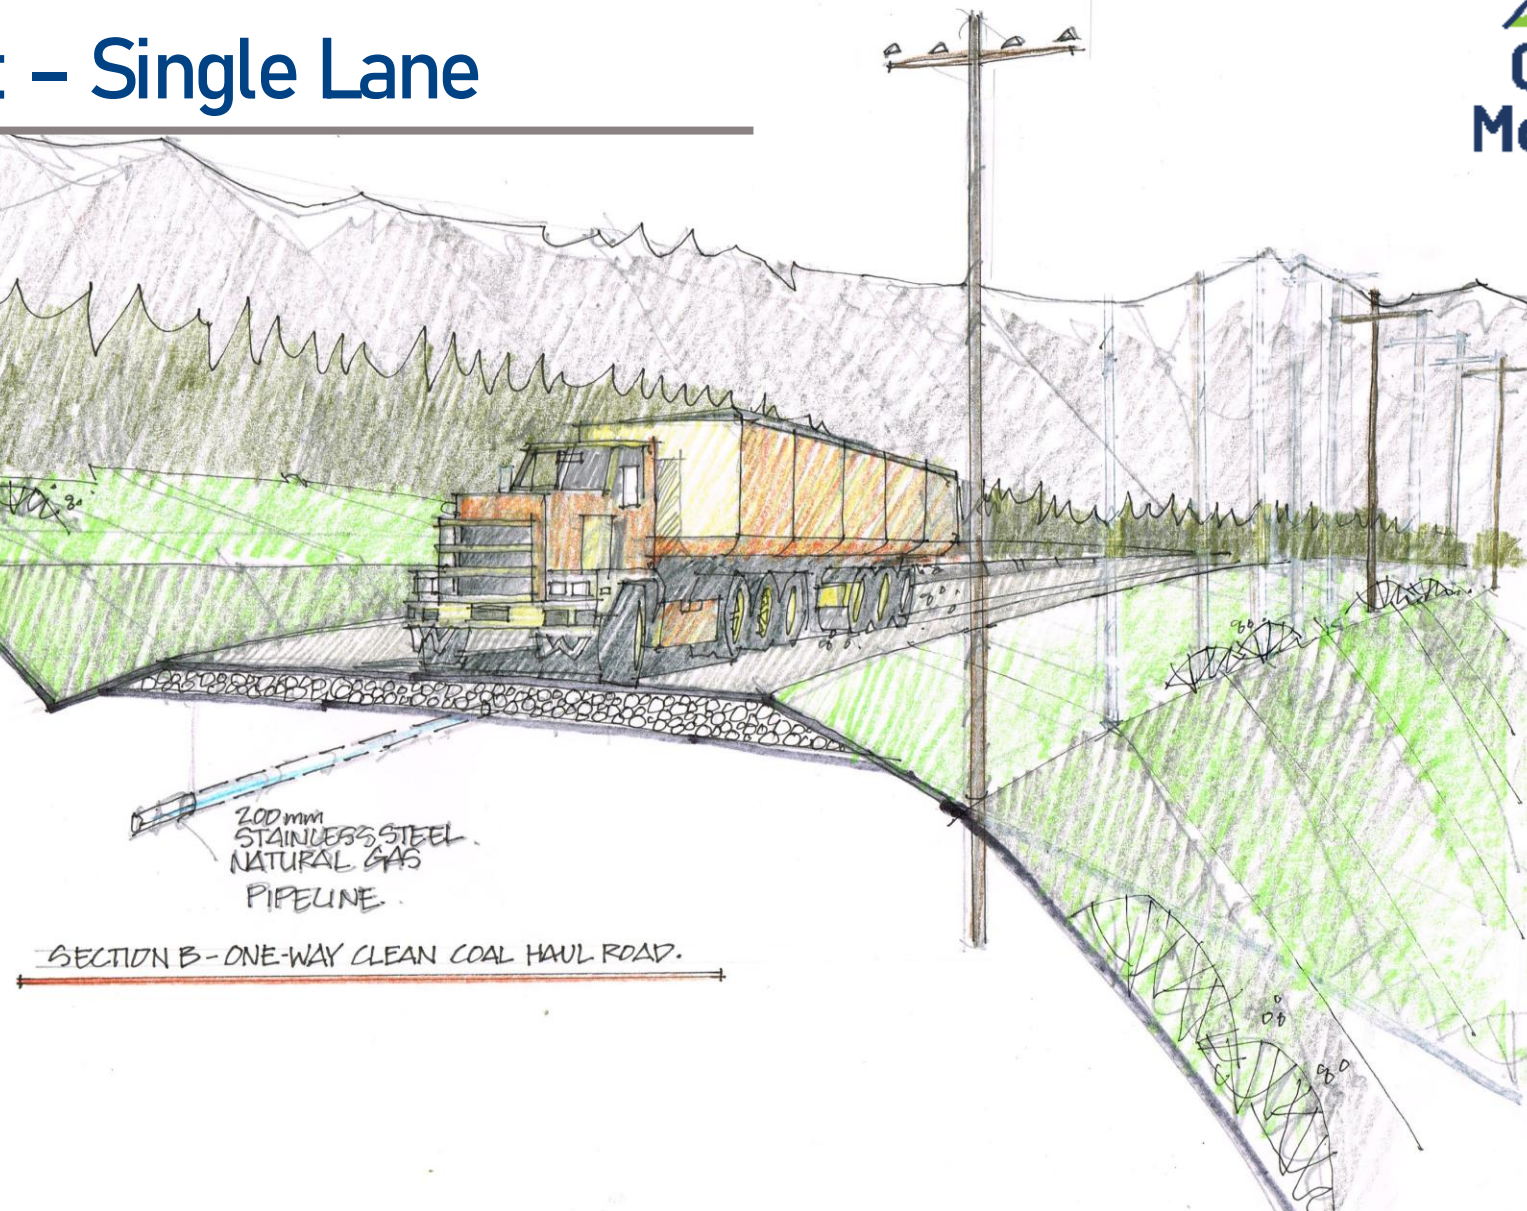 – Single Lane
200mm
STAINLESS STEEL
NATURAL GAS
PIPELINE.
SECTION B - ONE-WAY CLEAN COAL HAUL ROAD.